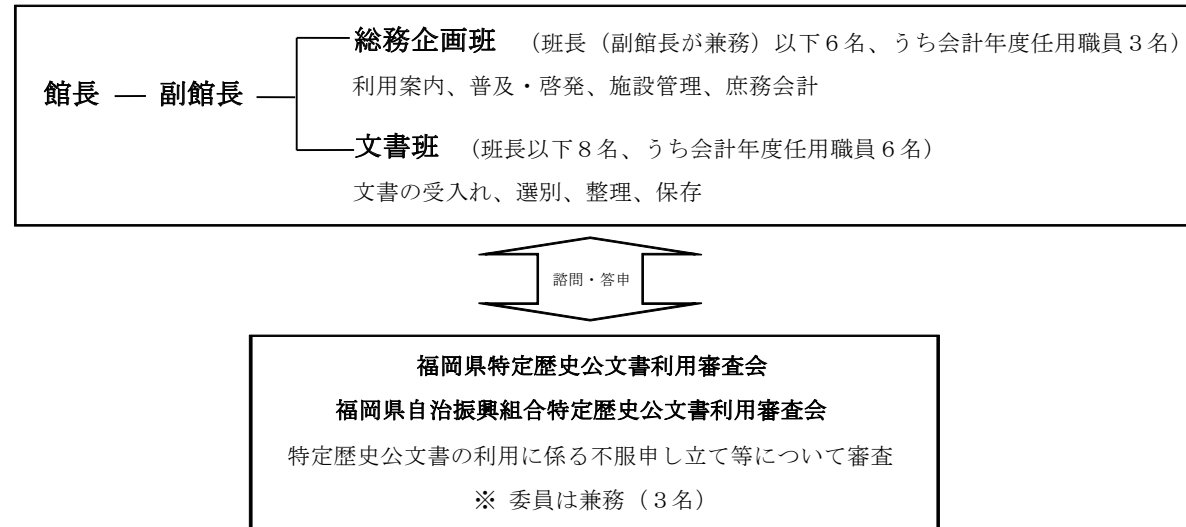 総務企画班 （班長（副館長が兼務）以下６名、うち会計年度任用職員３名）
館長 ― 副館長
利用案内、普及・啓発、施設管理、庶務会計
文書班 （班長以下８名、うち会計年度任用職員６名）
文書の受入れ、選別、整理、保存
諮問・答申
福岡県特定歴史公文書利用審査会
福岡県自治振興組合特定歴史公文書利用審査会
特定歴史公文書の利用に係る不服申し立て等について審査
※ 委員は兼務（３名）